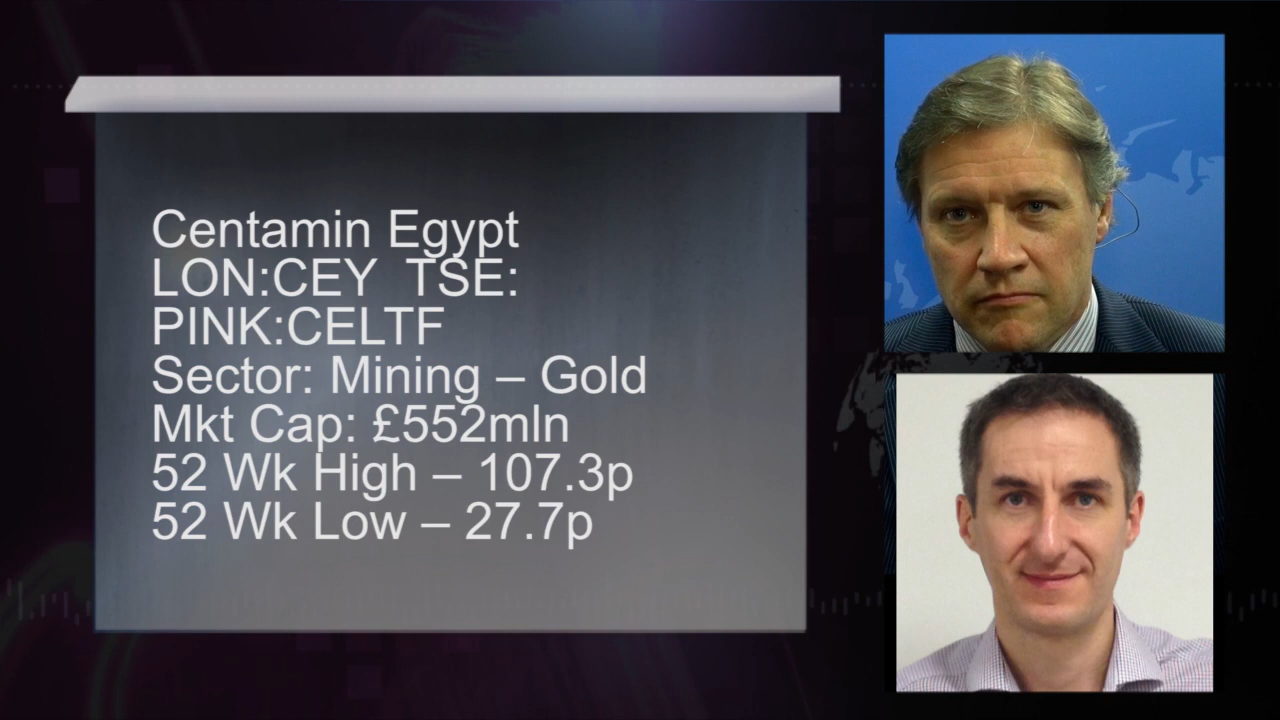 Centamin Egypt
LON:CEY  TSE:
PINK:CELTF
Sector: Mining – Gold
Mkt Cap: £552mln
52 Wk High – 107.3p
52 Wk Low – 27.7p